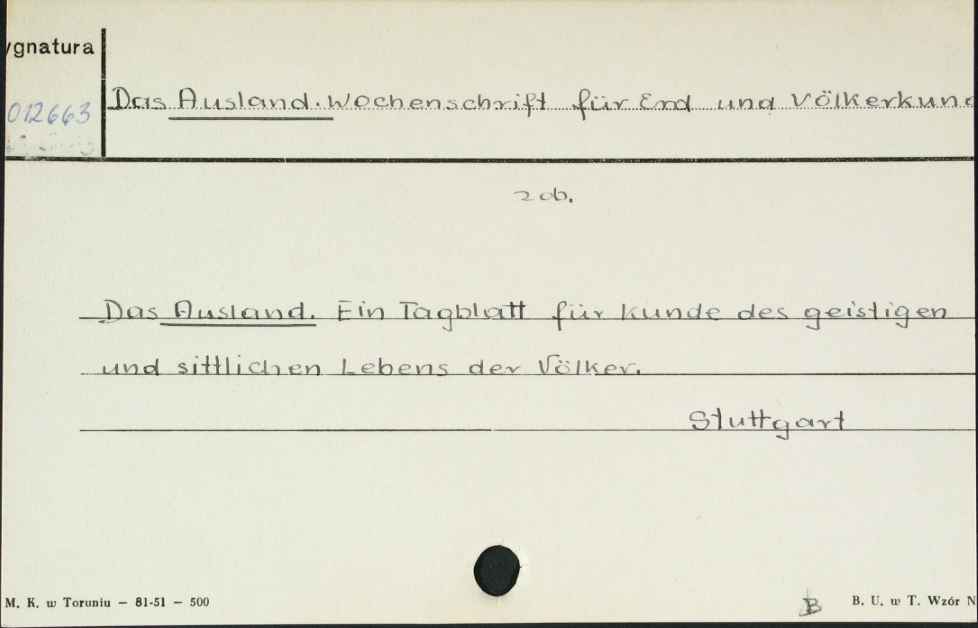 ygnatura
012663
Das Ausland. Wochenschrift für Erd und Völkerkund
zob.
Das Ausland. Ein Tagblatt für Kunde des geistigen
und sittlichen Lebens der Völker.
Stuttgart
M. K. w Toruniu — 81-51 — 500
B
B. U. w T. Wzór N